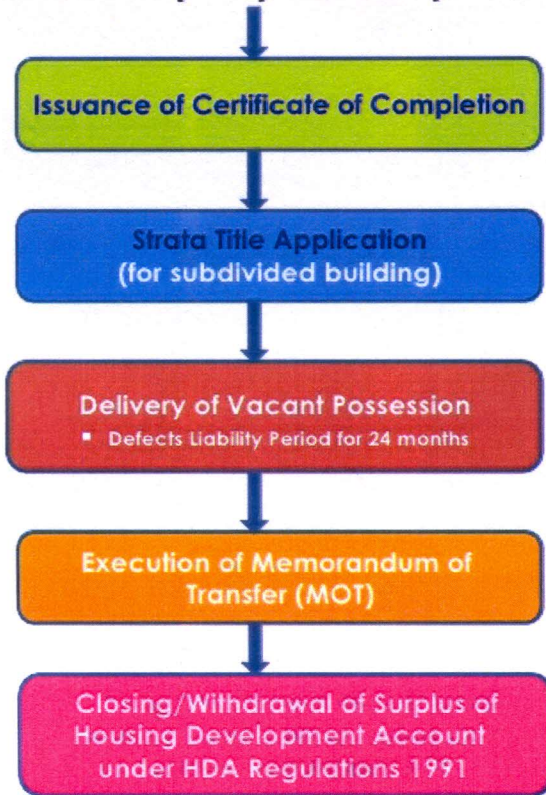 Issuance of Certificate of Completion
Strata Title Application
(for subdivided building)
Delivery of Vacant Possession
▪ Defects Liability Period for 24 months
Execution of Memorandum of
Transfer (MOT)
Closing/Withdrawal of Surplus of
Housing Development Account
under HDA Regulations 1991